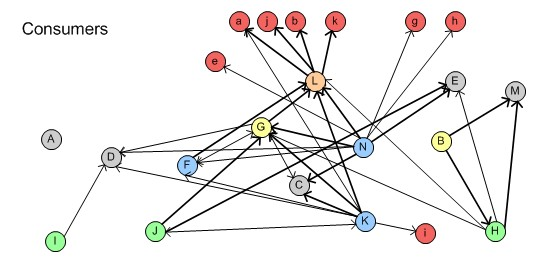 a j b k g h
Consumers
e
L E M
G B
A
D N
F
C
K
I J i H